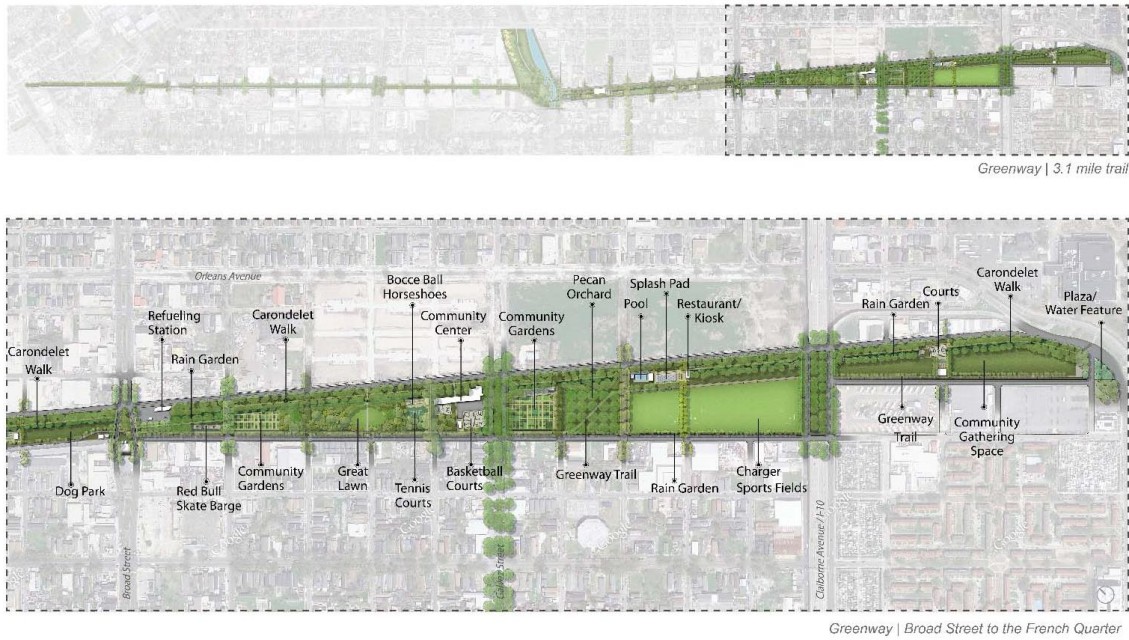 Greenway | 3.1 mile trail
Orleans Avenue
Carondelet
Walk
Refueling
Station
Rain Garden
Carondelet
Walk
Bocce Ball
Horseshoes
Community
Center
Community
Gardens
Pecan
Orchard
Pool
Splash Pad
Restaurant/
Kiosk
Rain Garden
Courts
Carondelet
Walk
Plaza/
Water Feature
Dog Park
Red Bull
Skate Barge
Community
Gardens
Great
Lawn
Tennis
Courts
Basketball
Courts
Greenway Trail
Rain Garden
Charger
Sports Fields
Greenway
Trail
Community
Gathering
Space
Broad Street
Street
Claiborne Avenue / I-10
Greenway | Broad Street to the French Quarter